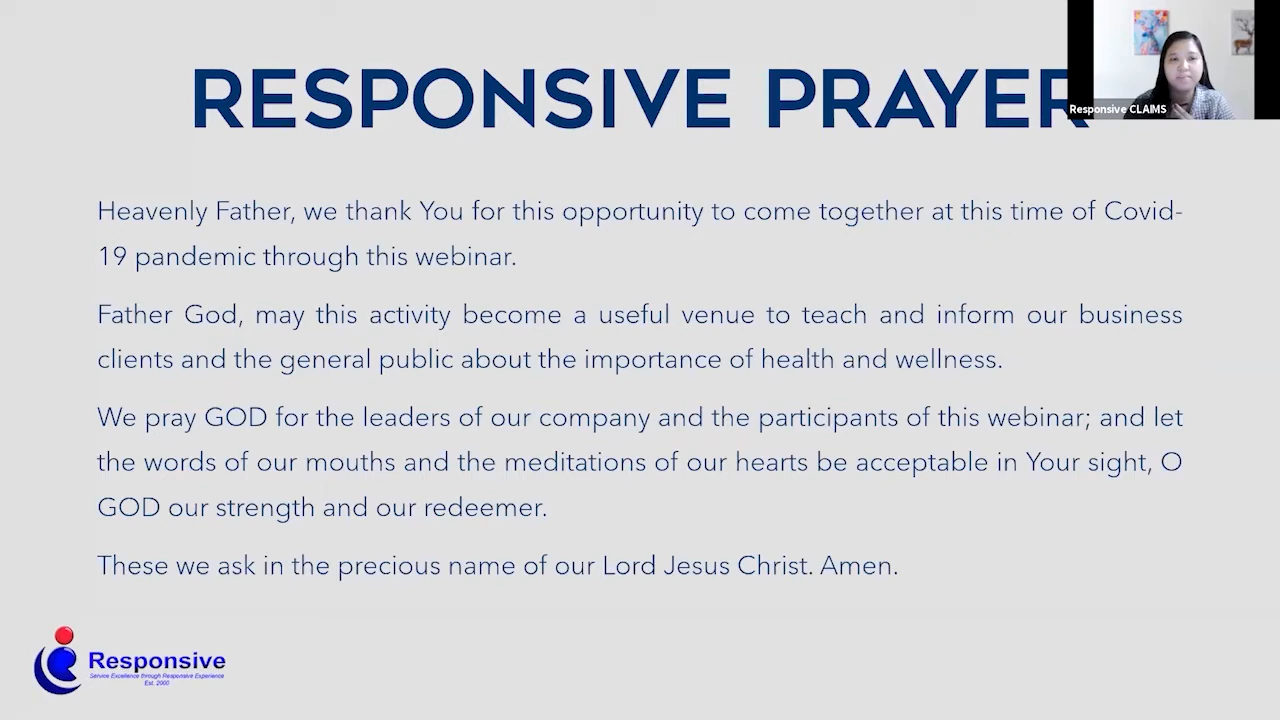 RESPONSIVE PRAYER
Responsive CLAIMS
Heavenly Father, we thank You for this opportunity to come together at this time of Covid-
19 pandemic through this webinar.
Father God, may this activity become a useful venue to teach and inform our business
clients and the general public about the importance of health and wellness.
We pray GOD for the leaders of our company and the participants of this webinar; and let
the words of our mouths and the meditations of our hearts be acceptable in Your sight, O
GOD our strength and our redeemer.
These we ask in the precious name of our Lord Jesus Christ. Amen.
Responsive
Service Excellence through Responsive Experience
Est. 2000